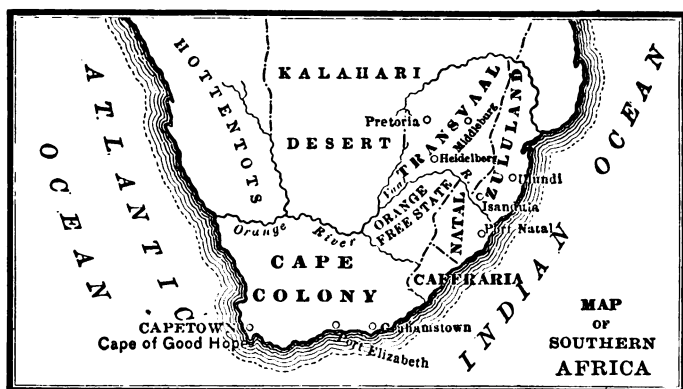 HOTTENTOTS
KALAHARI
DESERT
ATLANTIC
OCEAN
Pretoria
TRANSVAAL
Middleburg
Heidelberg
ZULULAND
Ulundi
Isandula
Vaal
R
ORANGE
FREE STATE
NATAL
Port Natal
Orange River
CAPE
COLONY
CAFFRARIA
CAPETOWN
Cape of Good Hope
Port Elizabeth
Grahamstown
INDIAN
OCEAN
MAP
OF
SOUTHERN
AFRICA